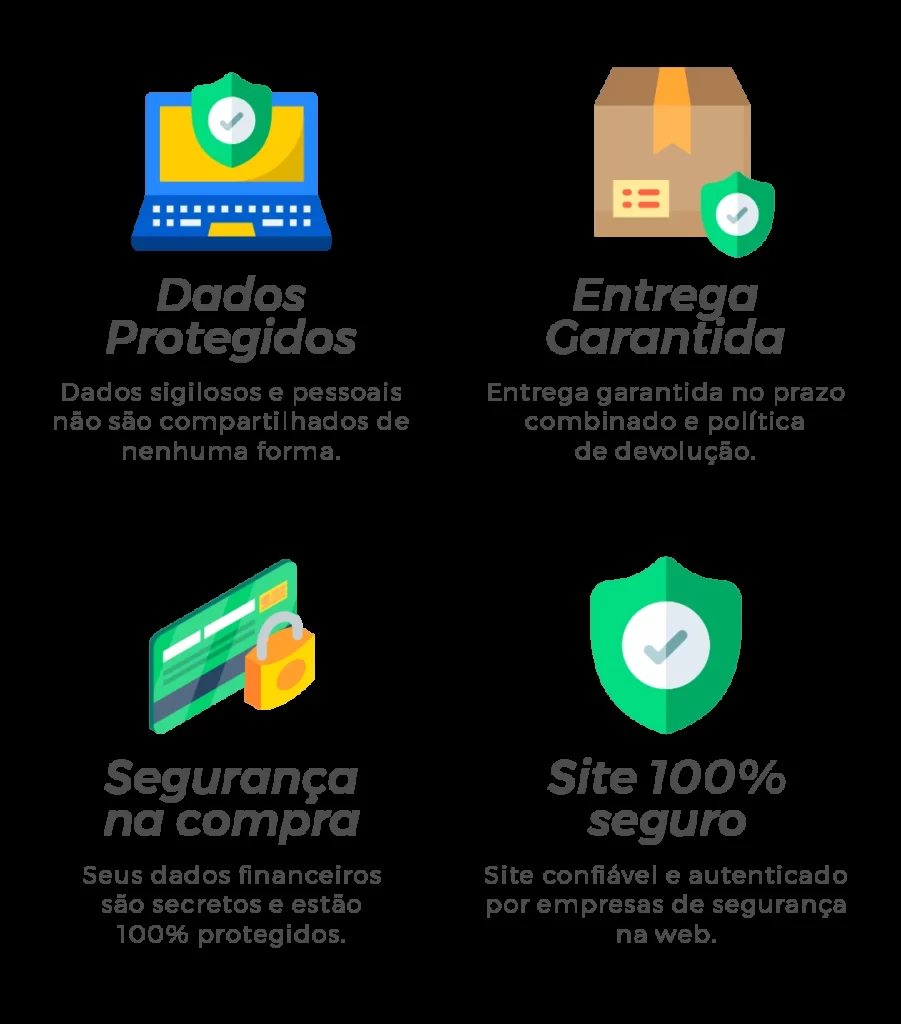 Dados
Protegidos
Dados sigilosos e pessoais
não são compartilhados de
nenhuma forma.
Entrega
Garantida
Entrega garantida no prazo
combinado e política
de devolução.
Segurança
na compra
Seus dados financeiros
são secretos e estão
100% protegidos.
Site 100%
seguro
Site confiável e autenticado
por empresas de segurança
na web.